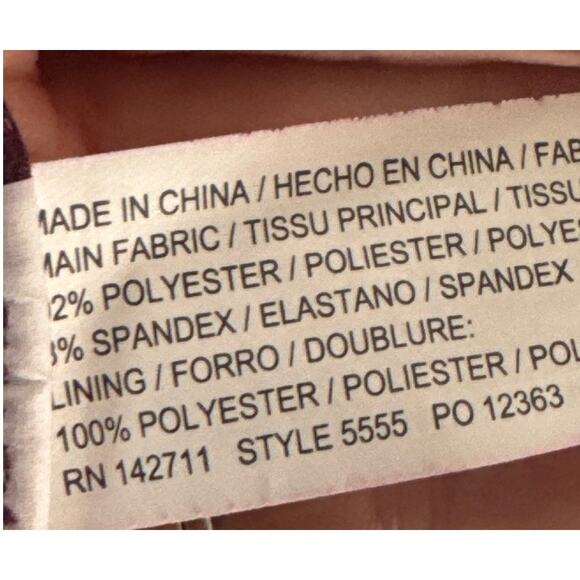 MADE IN CHINA / HECHO EN CHINA / FAB
MAIN FABRIC / TISSU PRINCIPAL / TISSU
2% POLYESTER / POLIESTER / POLYE
% SPANDEX / ELASTANO / SPANDEX
LINING / FORRO / DOUBLURE:
100% POLYESTER / POLIESTER / POL
RN 142711 STYLE 5555 PO 12363